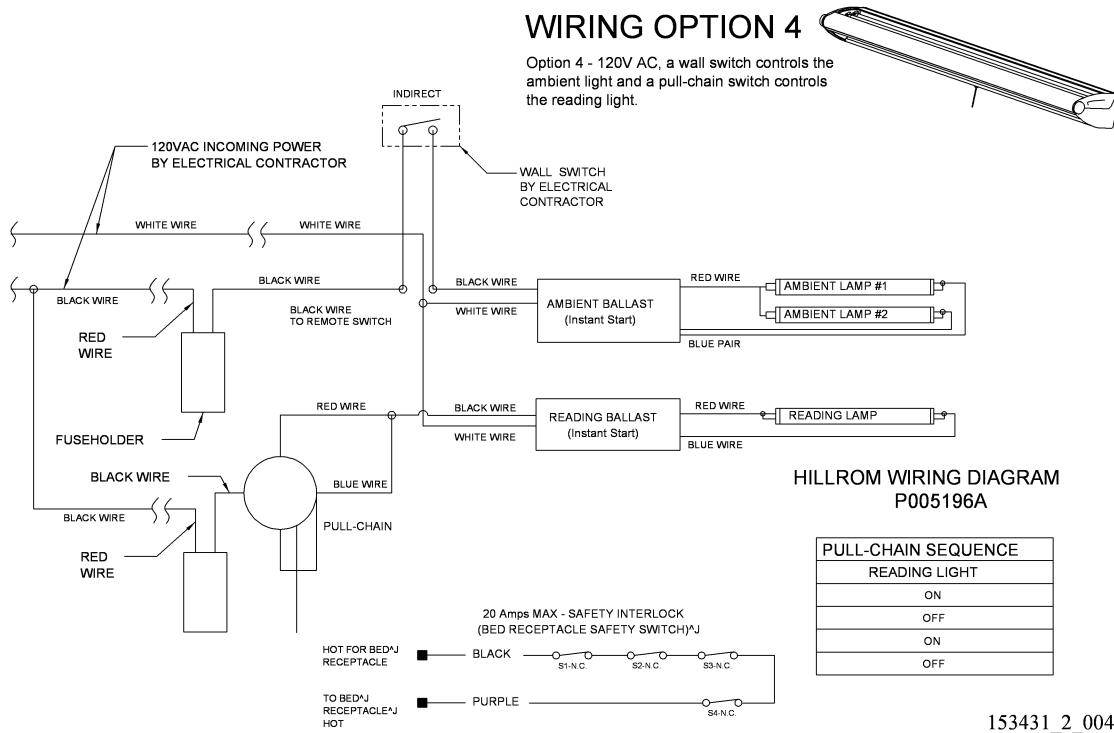 WIRING OPTION 4
Option 4 - 120V AC, a wall switch controls the
ambient light and a pull-chain switch controls
the reading light.
INDIRECT
120VAC INCOMING POWER
BY ELECTRICAL CONTRACTOR
WALL SWITCH
BY ELECTRICAL
CONTRACTOR
WHITE WIRE
WHITE WIRE
BLACK WIRE
BLACK WIRE
BLACK WIRE
TO REMOTE SWITCH
RED
WIRE
FUSEHOLDER
BLACK WIRE
WHITE WIRE
AMBIENT BALLAST
(Instant Start)
RED WIRE
AMBIENT LAMP #1
AMBIENT LAMP #2
BLUE PAIR
RED WIRE
BLACK WIRE
WHITE WIRE
READING BALLAST
(Instant Start)
RED WIRE
READING LAMP
BLUE WIRE
BLACK WIRE
BLUE WIRE
BLACK WIRE
PULL-CHAIN
RED
WIRE
HILLROM WIRING DIAGRAM
P005196A
PULL-CHAIN SEQUENCE
READING LIGHT
ON
OFF
ON
OFF
20 Amps MAX - SAFETY INTERLOCK
(BED RECEPTACLE SAFETY SWITCH)^J
HOT FOR BED^J
RECEPTACLE
BLACK
S1-N.C.
S2-N.C.
S3-N.C.
TO BED^J
RECEPTACLE^J
HOT
PURPLE
S4-N.C.
153431_2_004